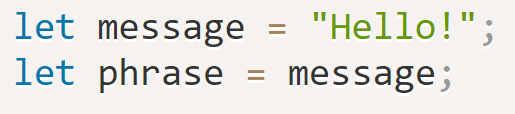 let message = "Hello!";
let phrase = message;